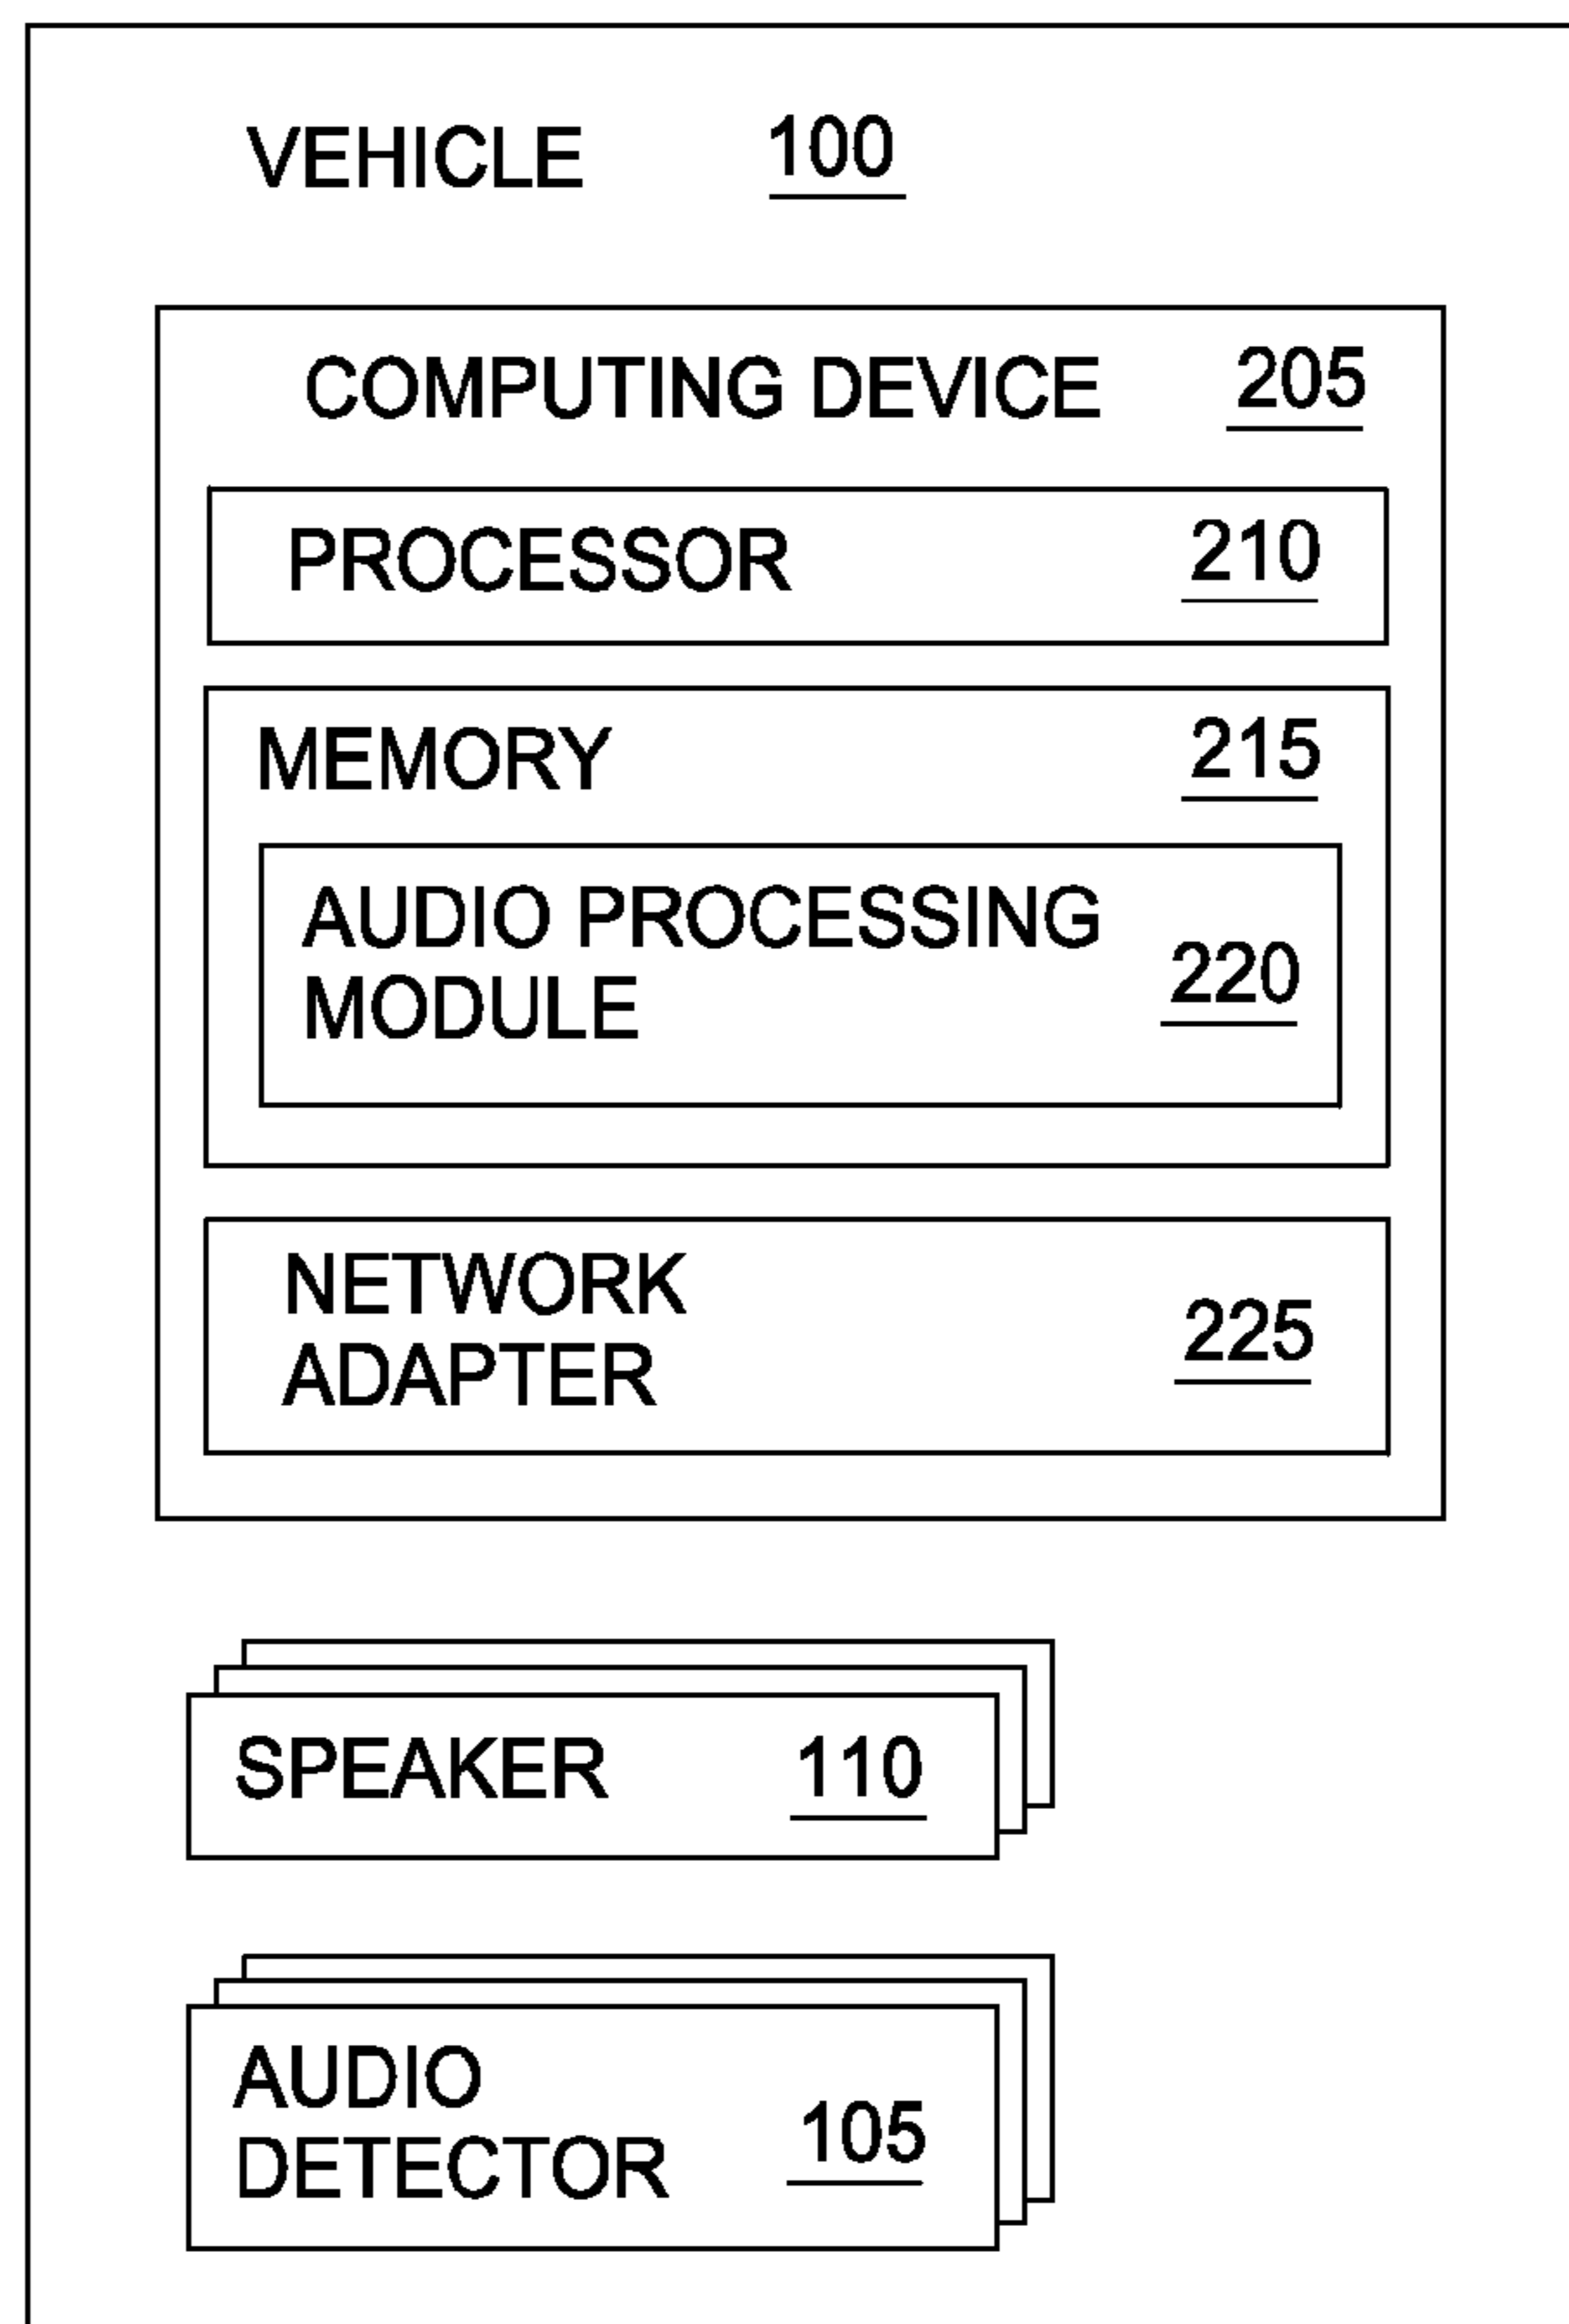 VEHICLE 100
COMPUTING DEVICE 205
PROCESSOR 210
MEMORY 215
AUDIO PROCESSING
MODULE 220
NETWORK
ADAPTER 225
SPEAKER 110
AUDIO
DETECTOR 105